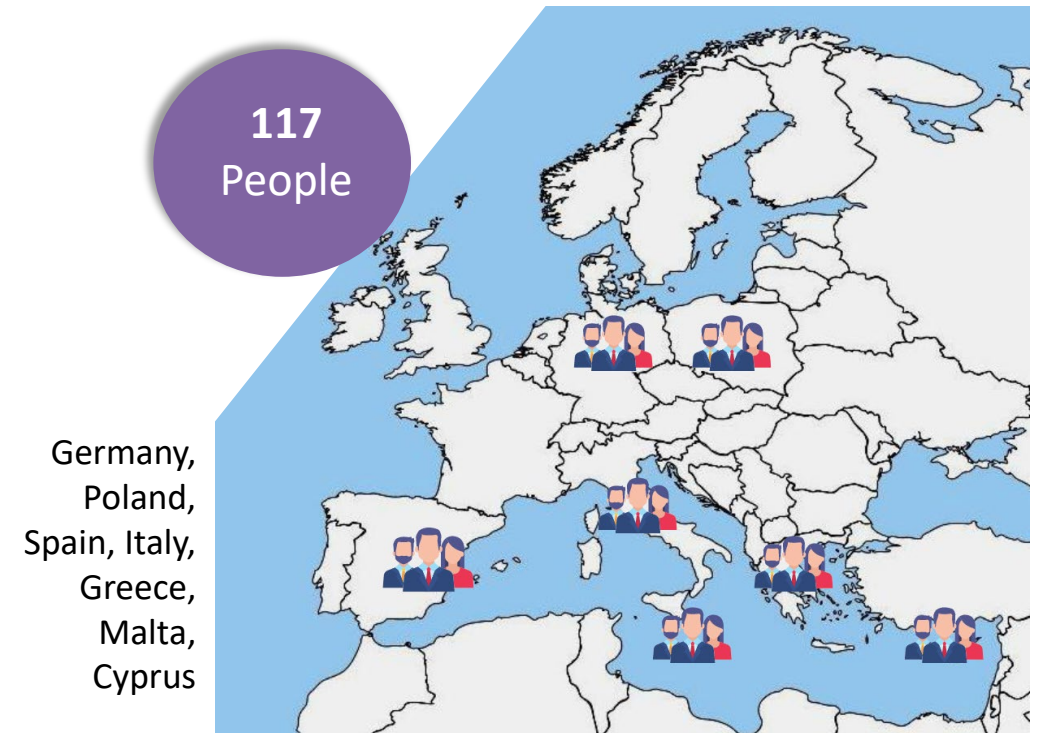 117
People
Germany,
Poland,
Spain, Italy,
Greece,
Malta,
Cyprus